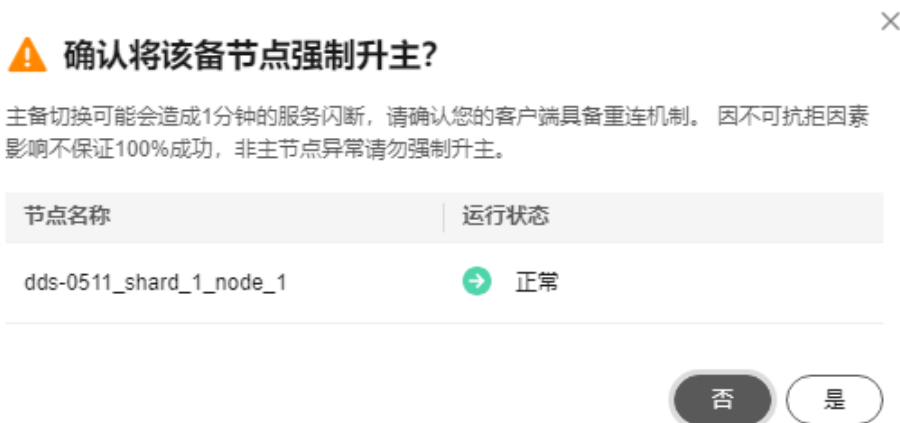 确认将该备节点强制升主?
主备切换可能会造成1分钟的服务闪断，请确认您的客户端具备重连机制。 因不可抗拒因素
影响不保证100%成功，非主节点异常请勿强制升主。
节点名称 运行状态
dds-0511_shard_1_node_1 正常
否 是